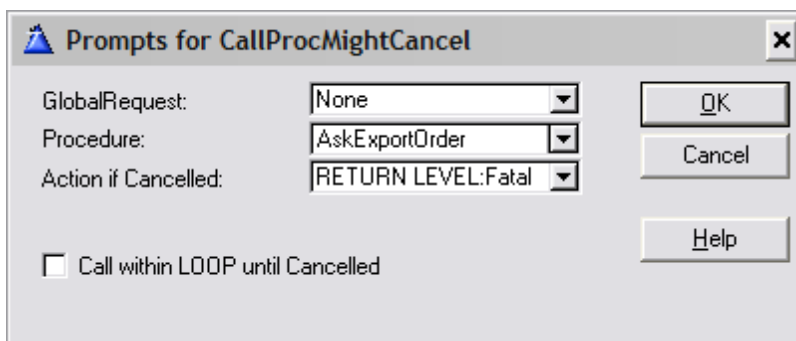 Prompts for CallProcMightCancel
GlobalRequest: None OK
Procedure: AskExportOrder Cancel
Action if Cancelled: RETURN LEVEL:Fatal
Help
Call within LOOP until Cancelled